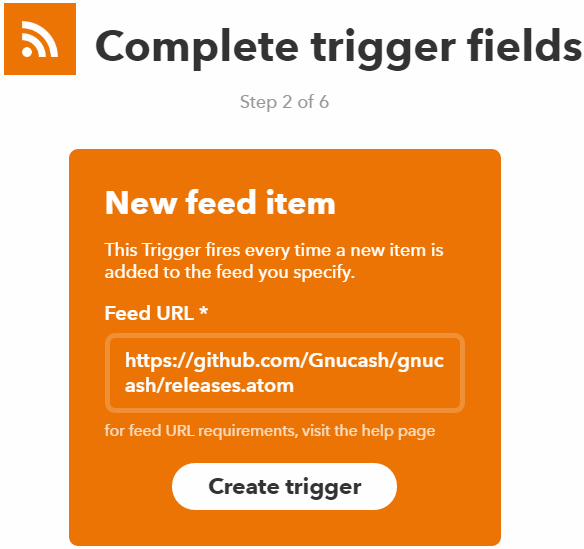 Complete trigger fields
Step 2 of 6
New feed item
This Trigger fires every time a new item is
added to the feed you specify.
Feed URL *
https://github.com/Gnucash/gnuc
ash/releases.atom
for feed URL requirements, visit the help page
Create trigger